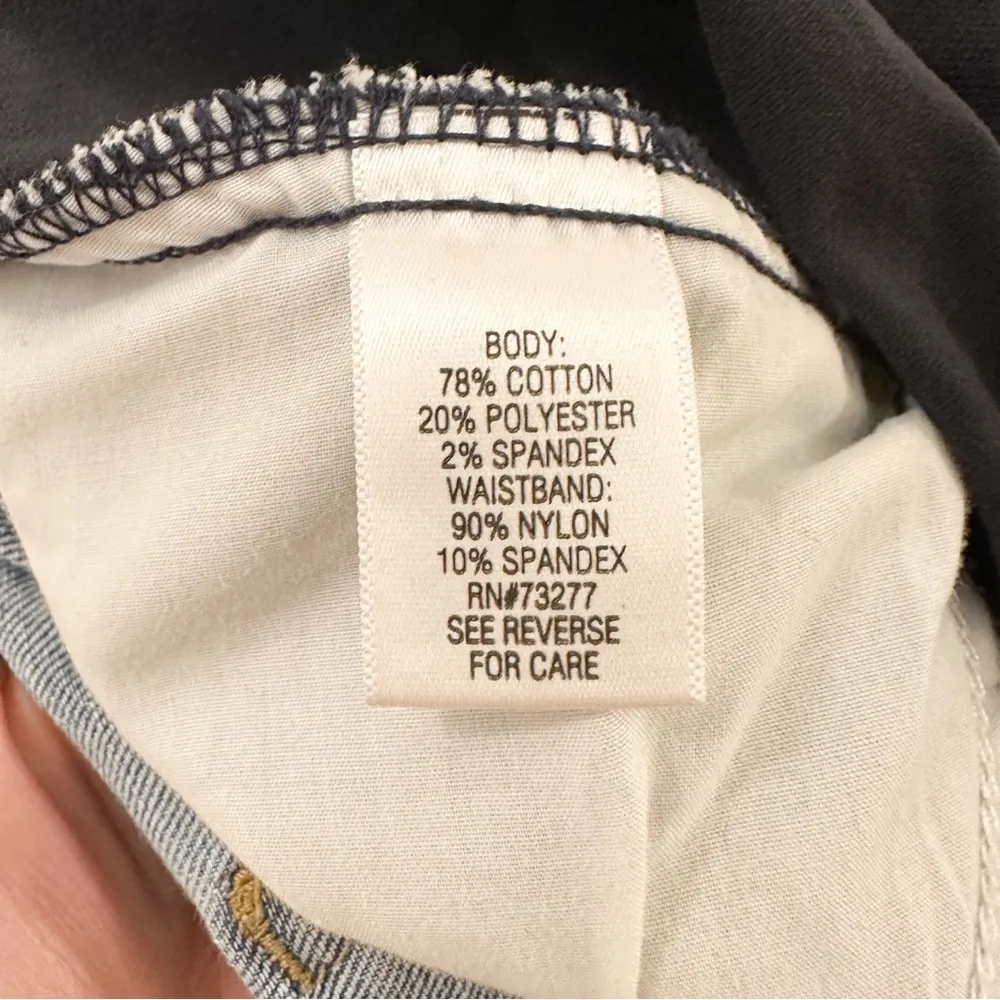 BODY:
78% COTTON
20% POLYESTER
2% SPANDEX
WAISTBAND:
90% NYLON
10% SPANDEX
RN#73277
SEE REVERSE
FOR CARE